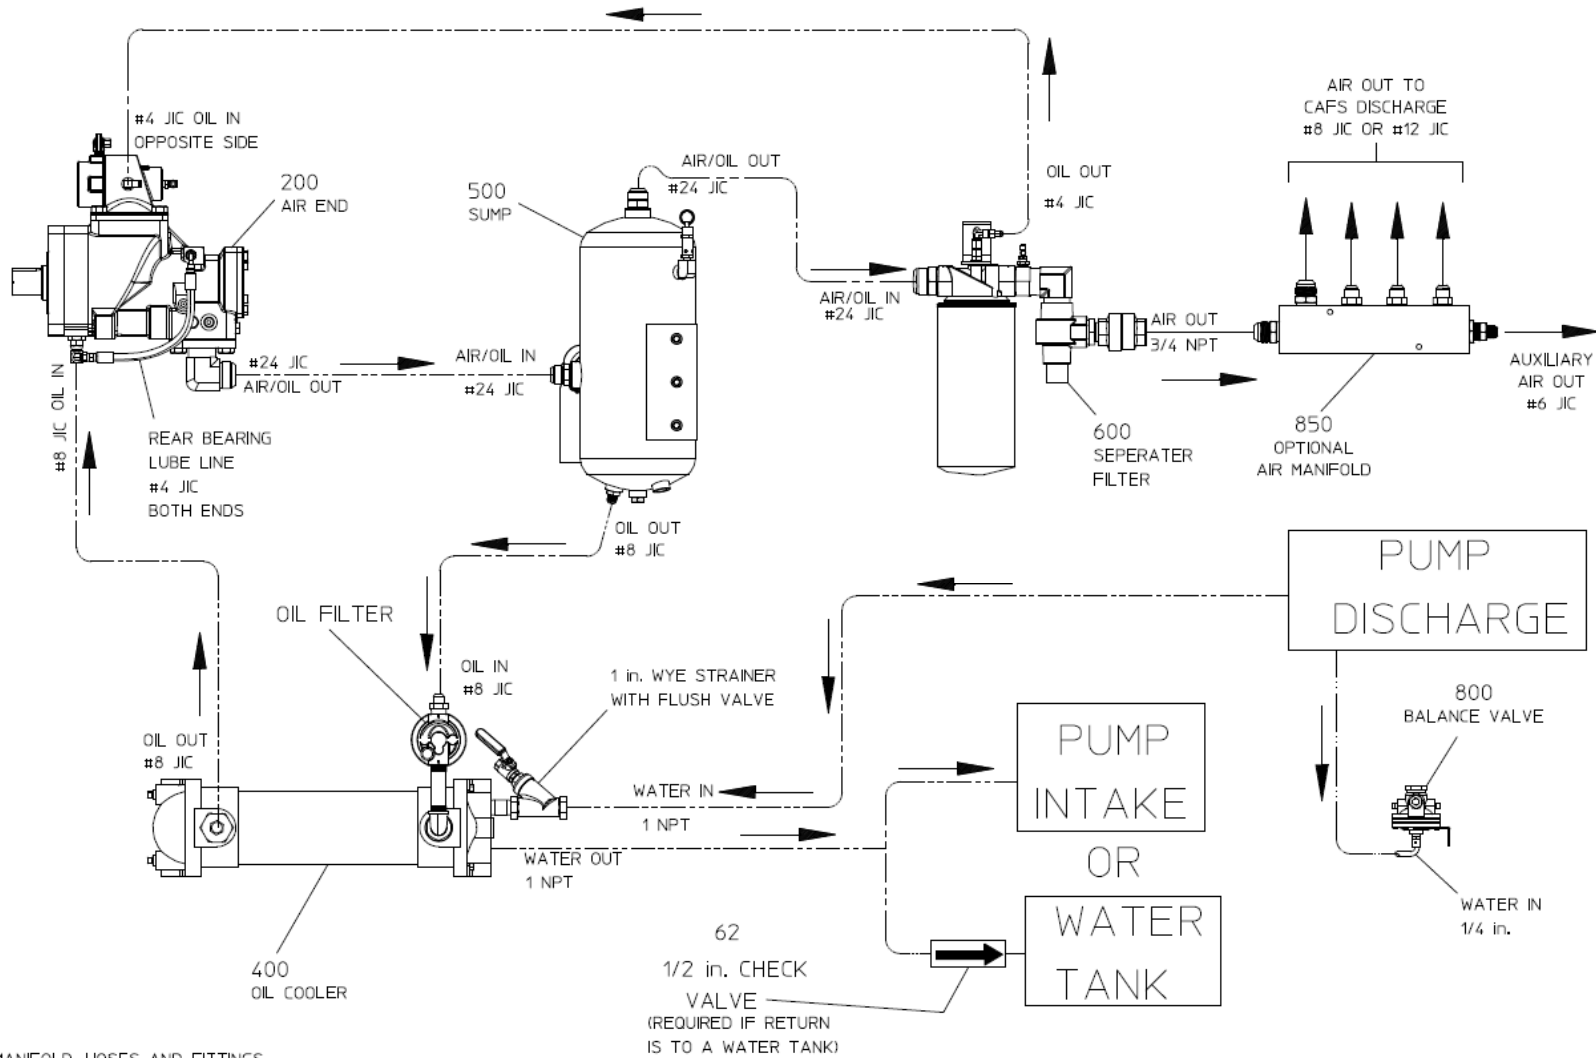 #4 JIC OIL IN
OPPOSITE SIDE
200
AIR END
500
SUMP
AIR/OIL OUT
#24 JIC
OIL OUT
#4 JIC
AIR OUT TO
CAFS DISCHARGE
#8 JIC OR #12 JIC
#24 JIC
AIR/OIL OUT
AIR/OIL IN
#24 JIC
AIR/OIL IN
#24 JIC
AIR OUT
3/4 NPT
AUXILIARY
AIR OUT
#6 JIC
#8 JIC OIL IN
REAR BEARING
LUBE LINE
#4 JIC
BOTH ENDS
600
SEPERATER
FILTER
850
OPTIONAL
AIR MANIFOLD
OIL OUT
#8 JIC
PUMP
DISCHARGE
OIL FILTER
OIL IN
#8 JIC
1 in. WYE STRAINER
WITH FLUSH VALVE
800
BALANCE VALVE
OIL OUT
#8 JIC
WATER IN
1 NPT
PUMP
INTAKE
OR
WATER
TANK
WATER OUT
1 NPT
WATER IN
1/4 in.
400
OIL COOLER
62
1/2 in. CHECK
VALVE
(REQUIRED IF RETURN
IS TO A WATER TANK)
HOSES AND FITTINGS